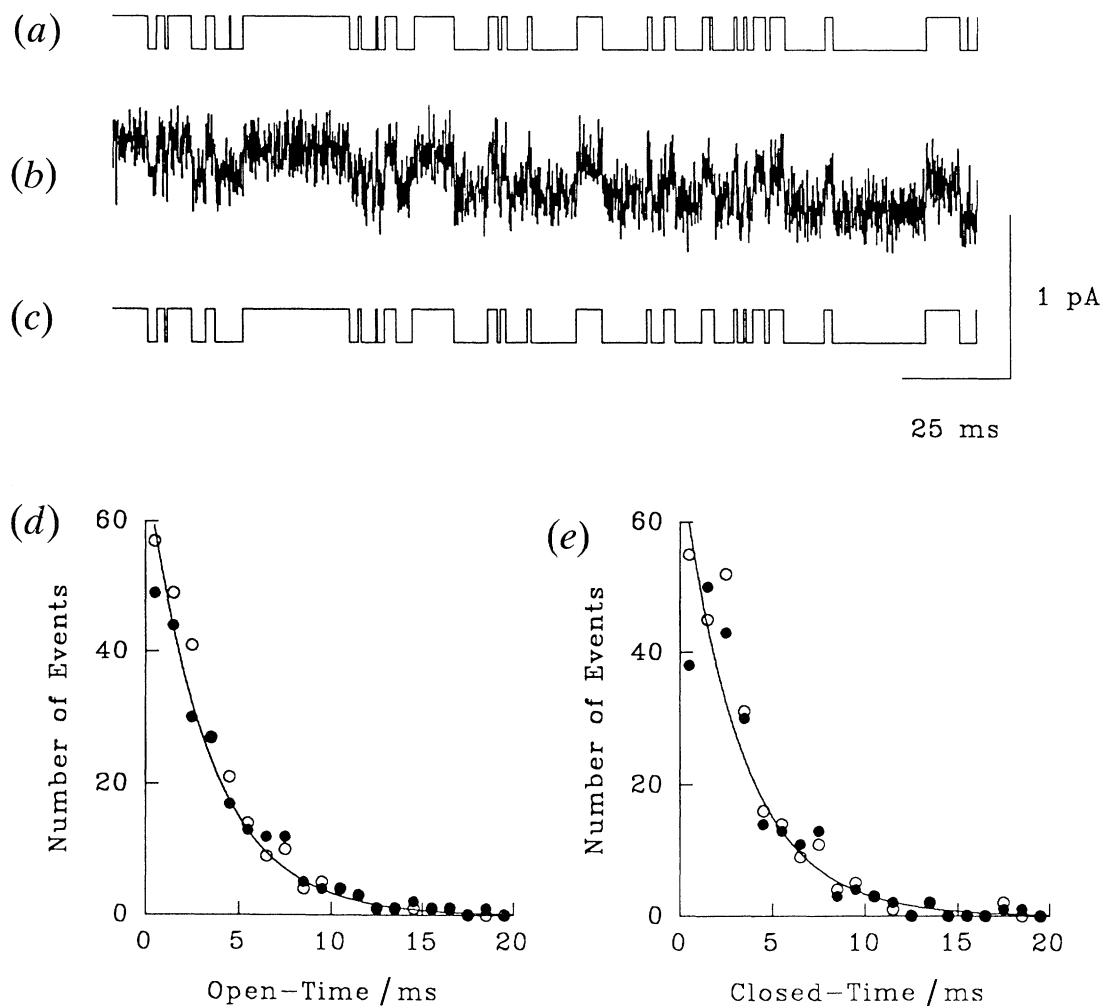 (a)
(b)
(c)
1 pA
25 ms
(d)
60
40
20
0
Number of Events
0 5 10 15 20
Open-Time / ms
(e)
60
40
20
0
Number of Events
0 5 10 15 20
Closed-Time / ms